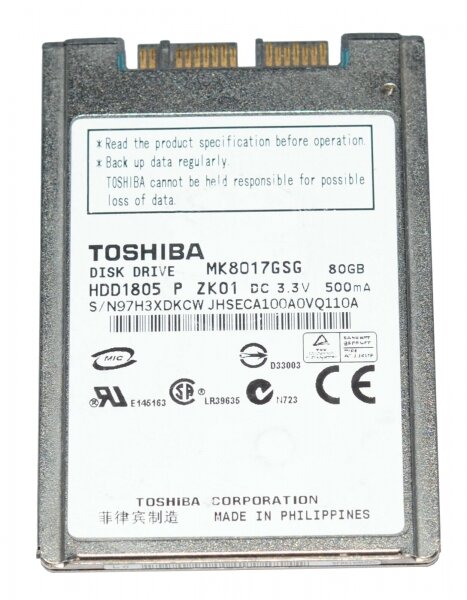 * Read the product specification before operation.
* Back up data regularly.
TOSHIBA cannot be held responsible for possible
loss of data.
TOSHIBA
DISK DRIVE MK8017GSG 80GB
HDD1805 P ZK01 DC 3.3V 500mA
S/N97H3XDKCW JHSECA100A0VQ110A
MIC
D33003
E145163
LR39635
N723
CE
TOSHIBA CORPORATION
菲律宾制造 MADE IN PHILIPPINES